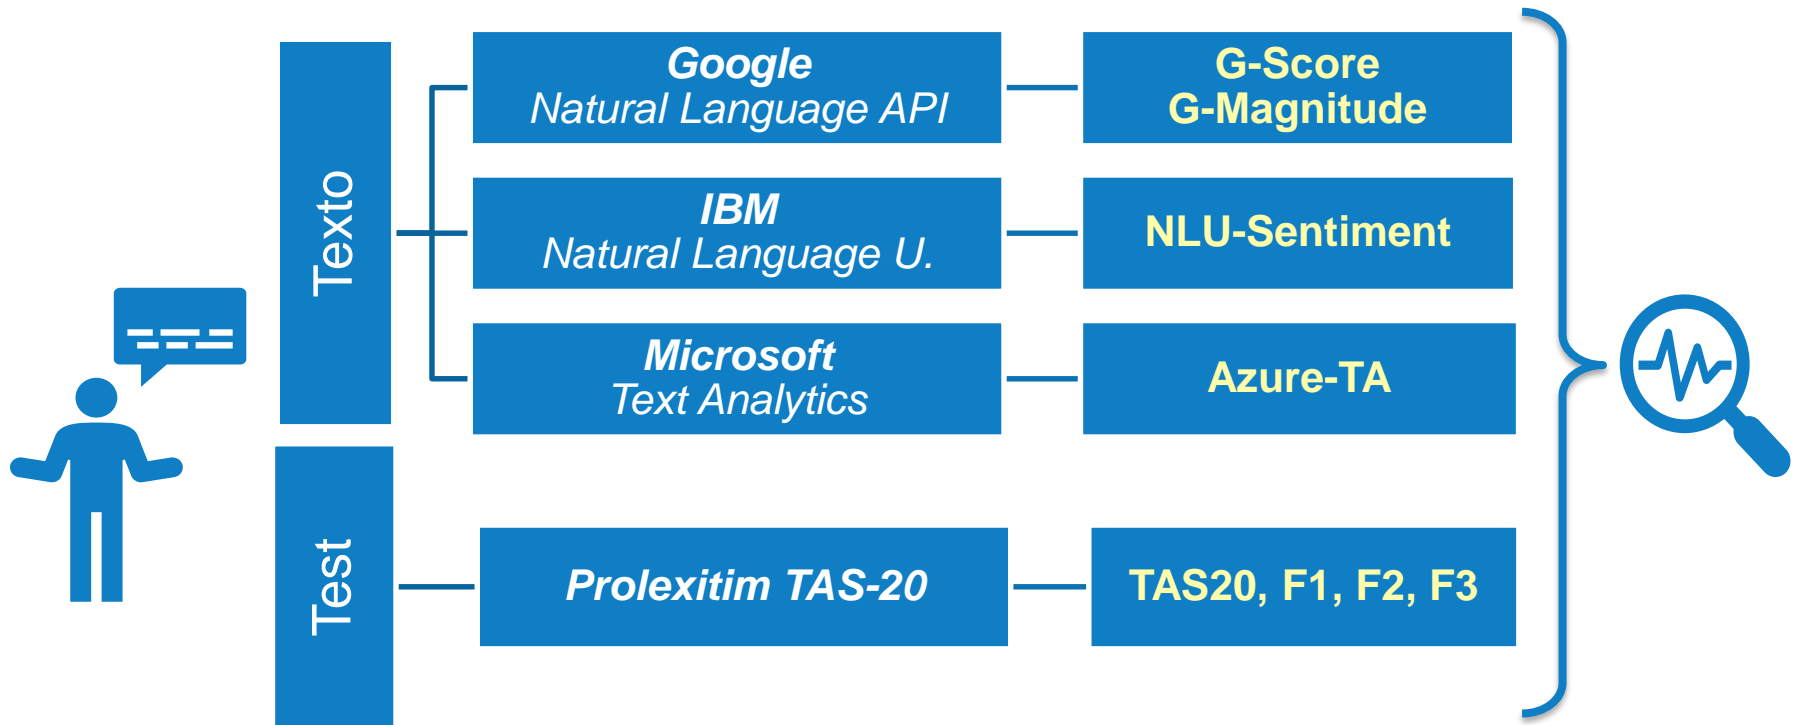 Texto
Google
Natural Language API
G-Score
G-Magnitude
IBM
Natural Language U.
NLU-Sentiment
Microsoft
Text Analytics
Azure-TA
Test
Prolexitim TAS-20
TAS20, F1, F2, F3